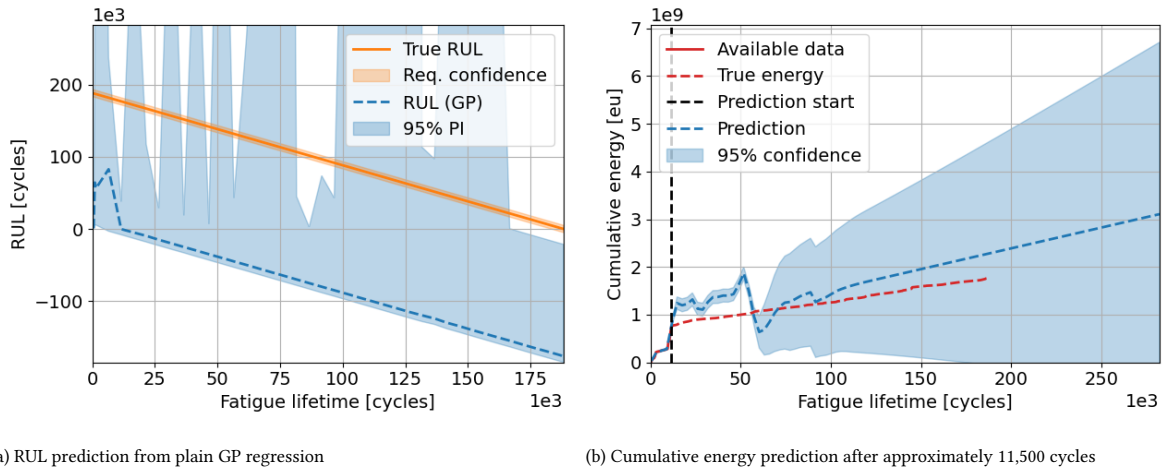 1e3
True RUL
Req. confidence
RUL (GP)
95% PI
200
100
0
−100
RUL [cycles]
0 25 50 75 100 125 150 175
Fatigue lifetime [cycles]
1e3
1e9
Available data
True energy
Prediction start
Prediction
95% confidence
7
6
5
4
3
2
1
0
Cumulative energy [eu]
0 50 100 150 200 250
Fatigue lifetime [cycles]
1e3
) RUL prediction from plain GP regression
(b) Cumulative energy prediction after approximately 11,500 cycles